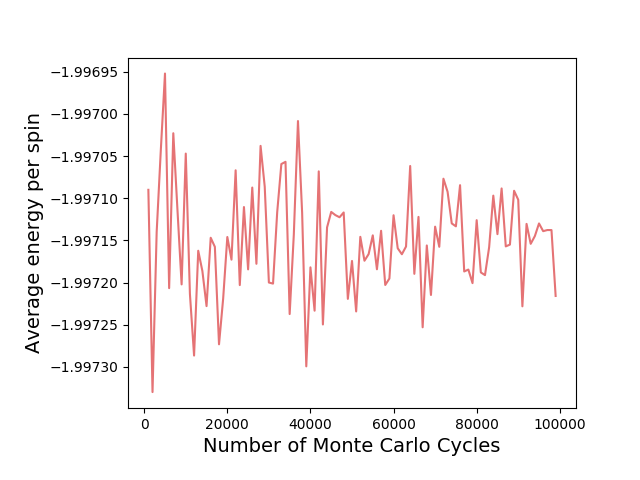 Average energy per spin
−1.99695
−1.99700
−1.99705
−1.99710
−1.99715
−1.99720
−1.99725
−1.99730
0 20000 40000 60000 80000 100000
Number of Monte Carlo Cycles